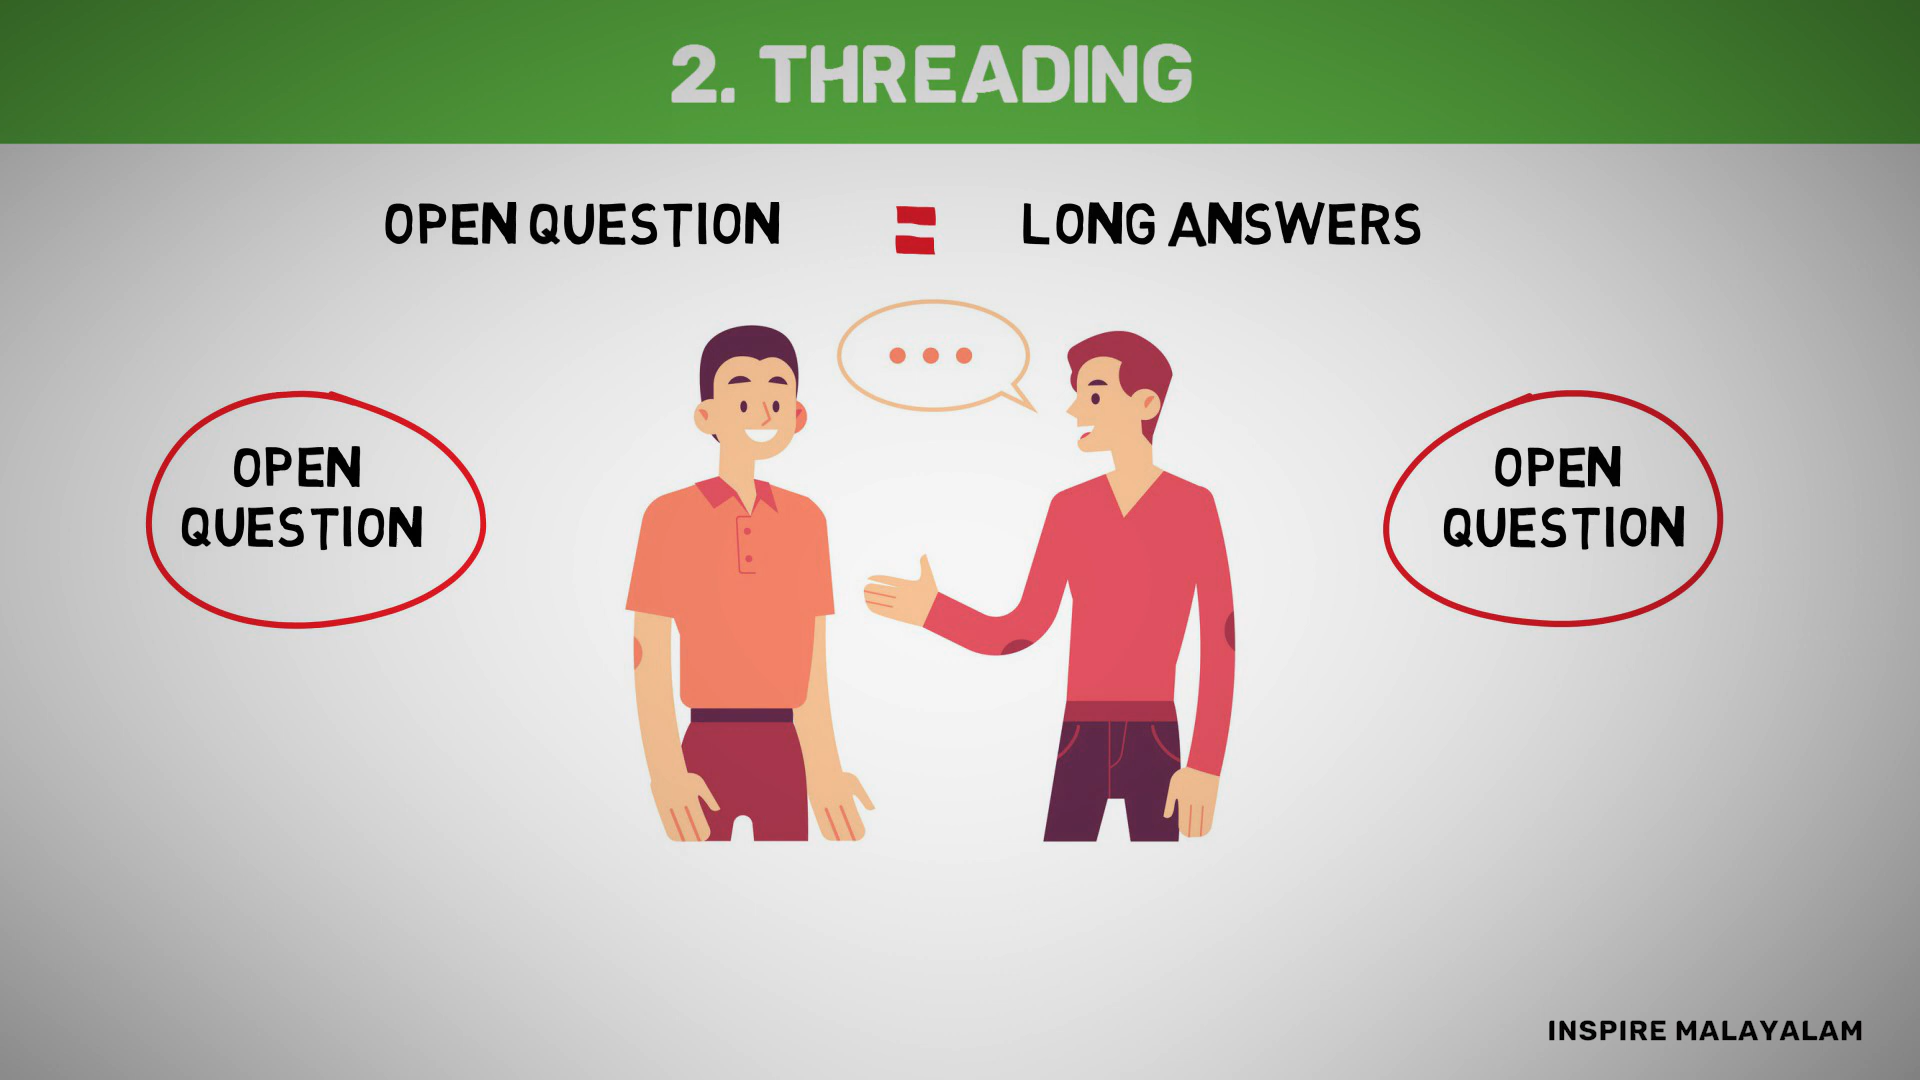 2. THREADING
OPEN QUESTION = LONG ANSWERS
OPEN
QUESTION
OPEN
QUESTION
INSPIRE MALAYALAM